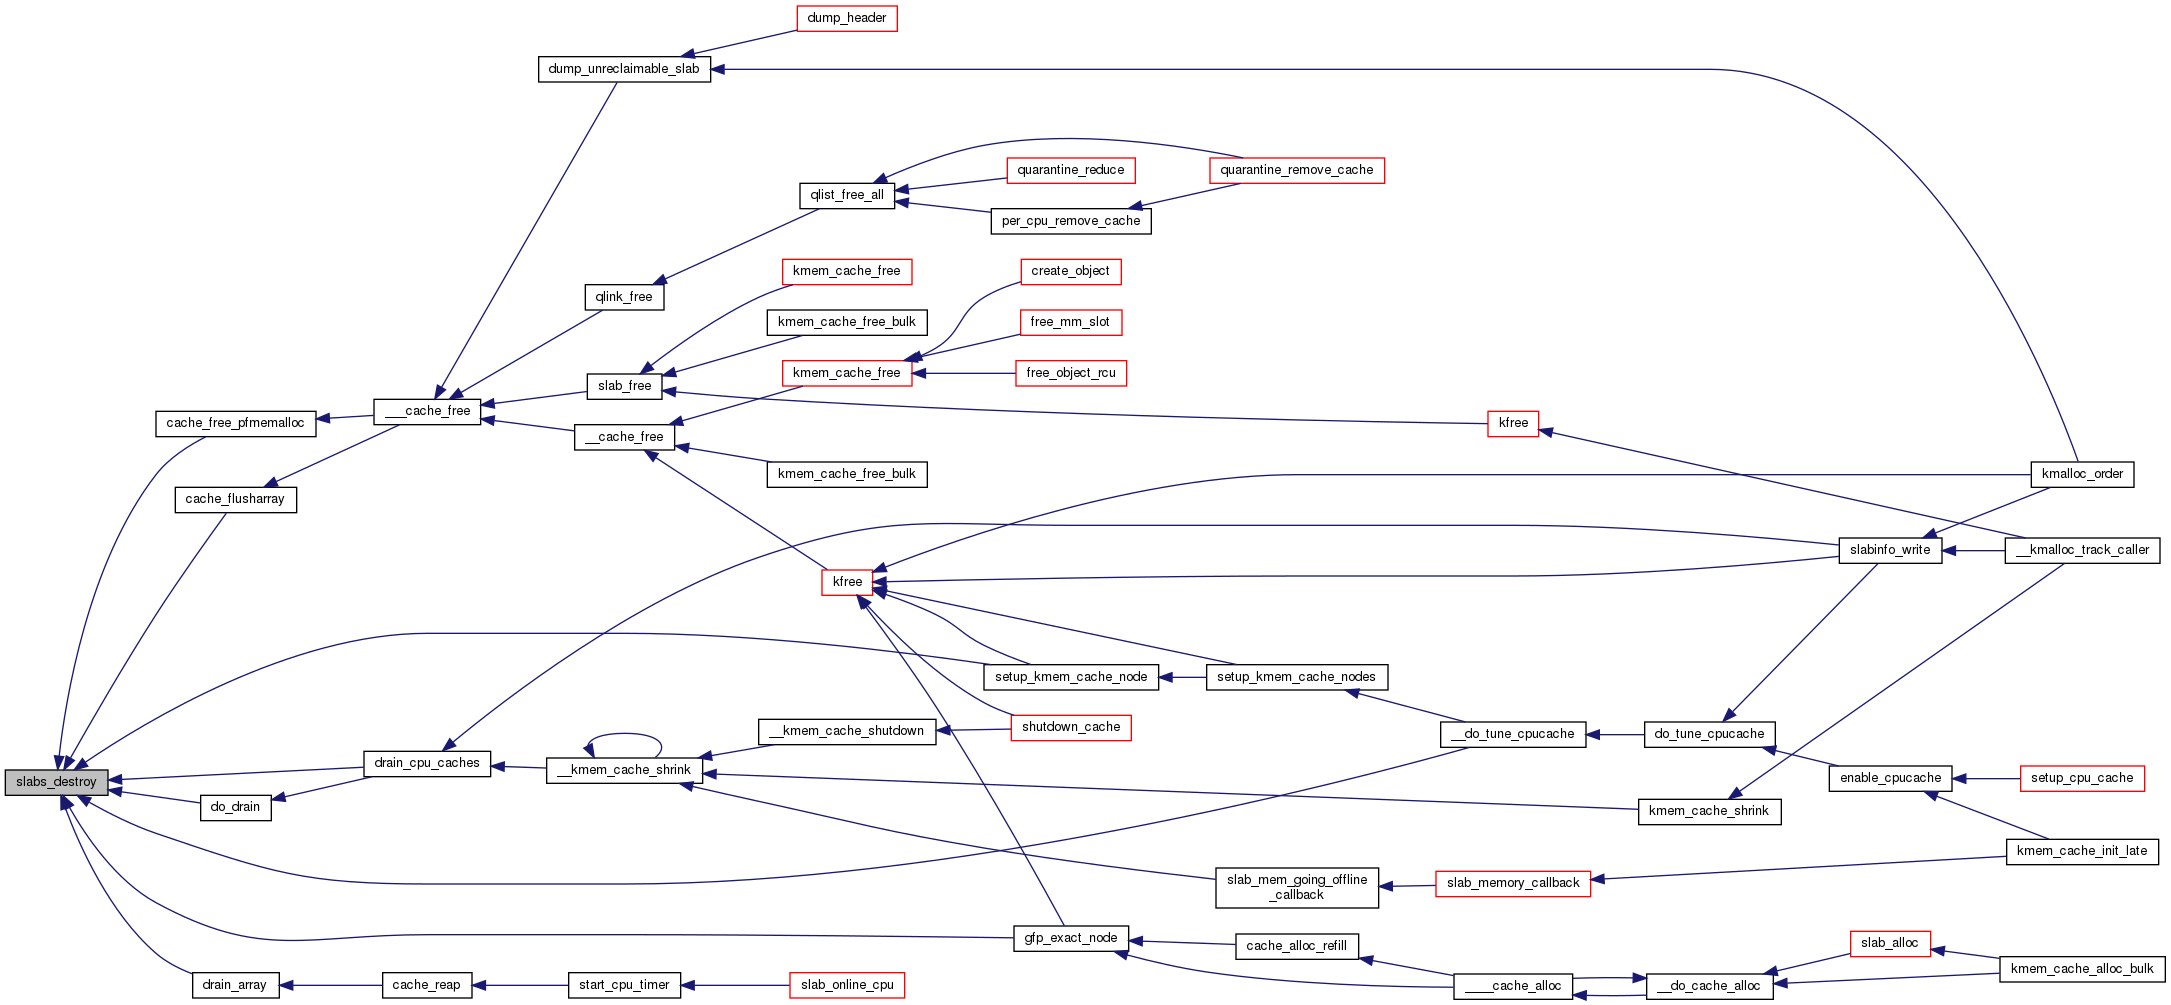 dump_header
dump_unreclaimable_slab
quarantine_reduce
quarantine_remove_cache
qlist_free_all
per_cpu_remove_cache
kmem_cache_free
create_object
qlink_free
kmem_cache_free_bulk
free_mm_slot
kmem_cache_free
free_object_rcu
slab_free
___cache_free
cache_free_pfmemalloc
kfree
__cache_free
kmem_cache_free_bulk
kmalloc_order
cache_flusharray
slabinfo_write
__kmalloc_track_caller
kfree
setup_kmem_cache_node
setup_kmem_cache_nodes
__kmem_cache_shutdown
shutdown_cache
__do_tune_cpucache
do_tune_cpucache
drain_cpu_caches
__kmem_cache_shrink
slabs_destroy
enable_cpucache
setup_cpu_cache
do_drain
kmem_cache_shrink
kmem_cache_init_late
slab_mem_going_offline
_callback
slab_memory_callback
gfp_exact_node
cache_alloc_refill
slab_alloc
kmem_cache_alloc_bulk
drain_array
cache_reap
start_cpu_timer
slab_online_cpu
____cache_alloc
__do_cache_alloc